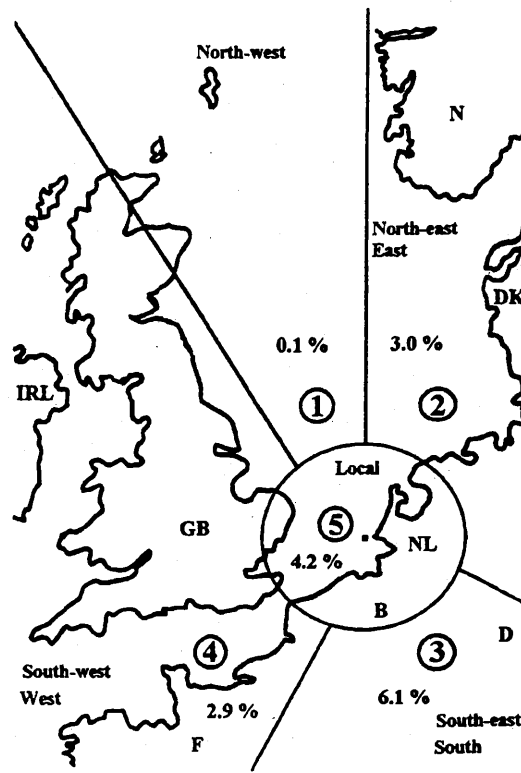 North-west
N
North-east
East
DK
0.1 %
3.0 %
IRL
1
2
Local
GB
5
NL
4.2 %
B
4
3
D
South-west
West
2.9 %
6.1 %
South-east
South
F